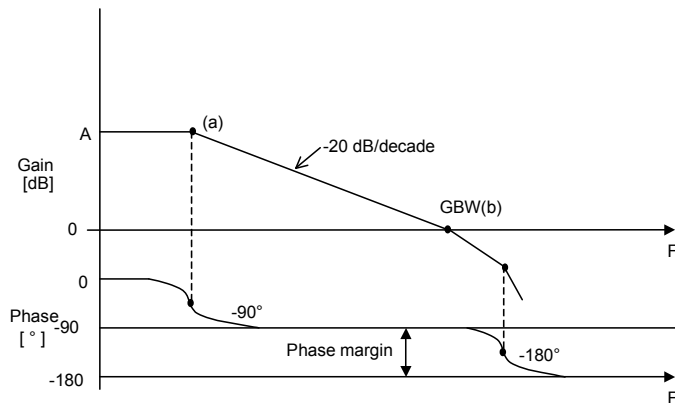 A
(a)
-20 dB/decade
Gain
[dB]
GBW(b)
0
F
0
Phase
[ ° ]
-90°
-90
Phase margin
-180°
-180
F